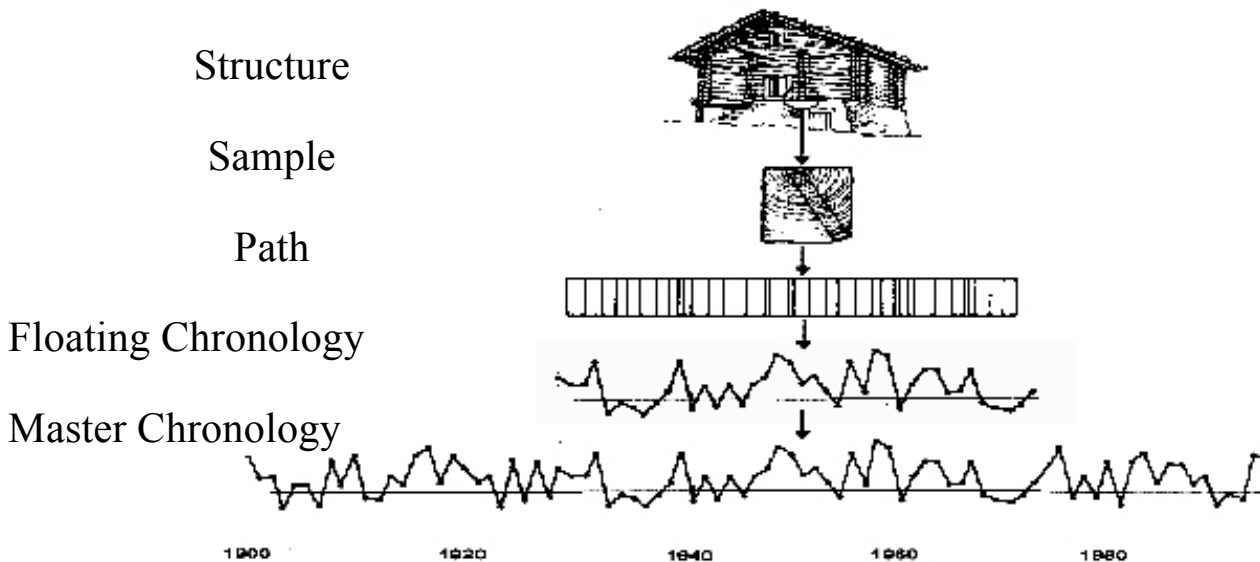 Structure
Sample
Path
Floating Chronology
Master Chronology
1900 1920 1940 1960 1980